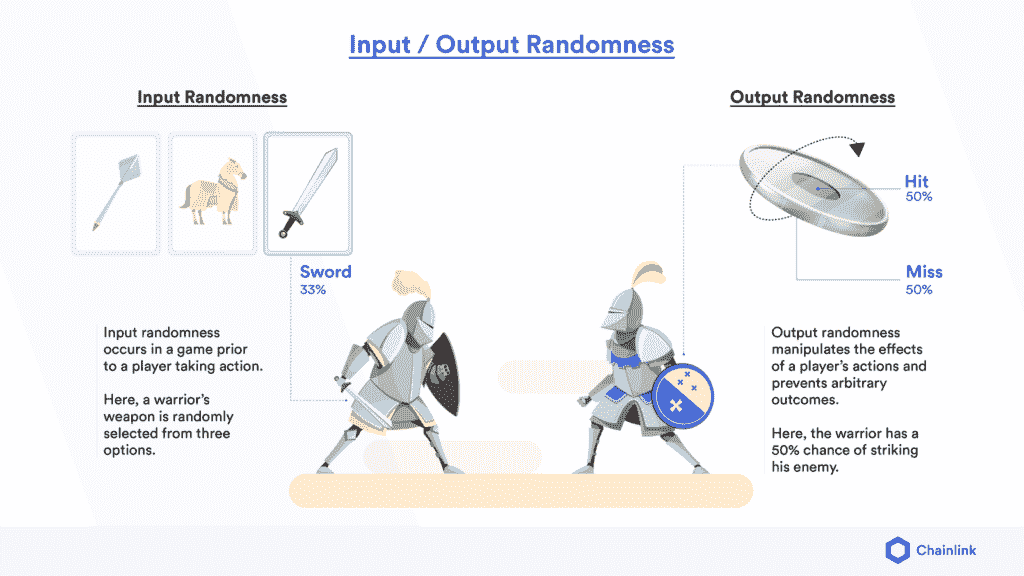 Input / Output Randomness
Input Randomness
Sword
33%
Input randomness
occurs in a game prior
to a player taking action.
Here, a warrior's
weapon is randomly
selected from three
options.
Output Randomness
Hit
50%
Miss
50%
Output randomness
manipulates the effects
of a player's actions and
prevents arbitrary
outcomes.
Here, the warrior has a
50% chance of striking
his enemy.
Chainlink